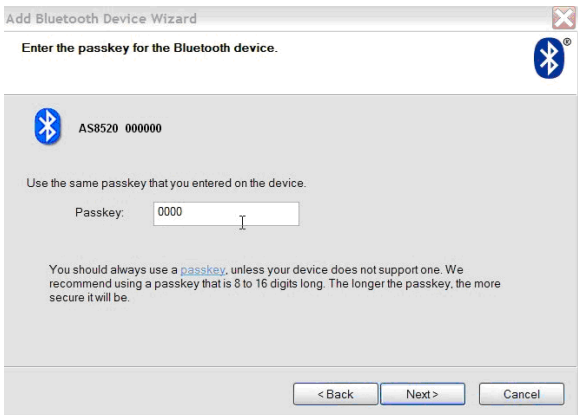 Add Bluetooth Device Wizard
Enter the passkey for the Bluetooth device.
®
AS8520 000000
Use the same passkey that you entered on the device.
Passkey: 0000
You should always use a passkey, unless your device does not support one. We
recommend using a passkey that is 8 to 16 digits long. The longer the passkey, the more
secure it will be.
< Back Next > Cancel